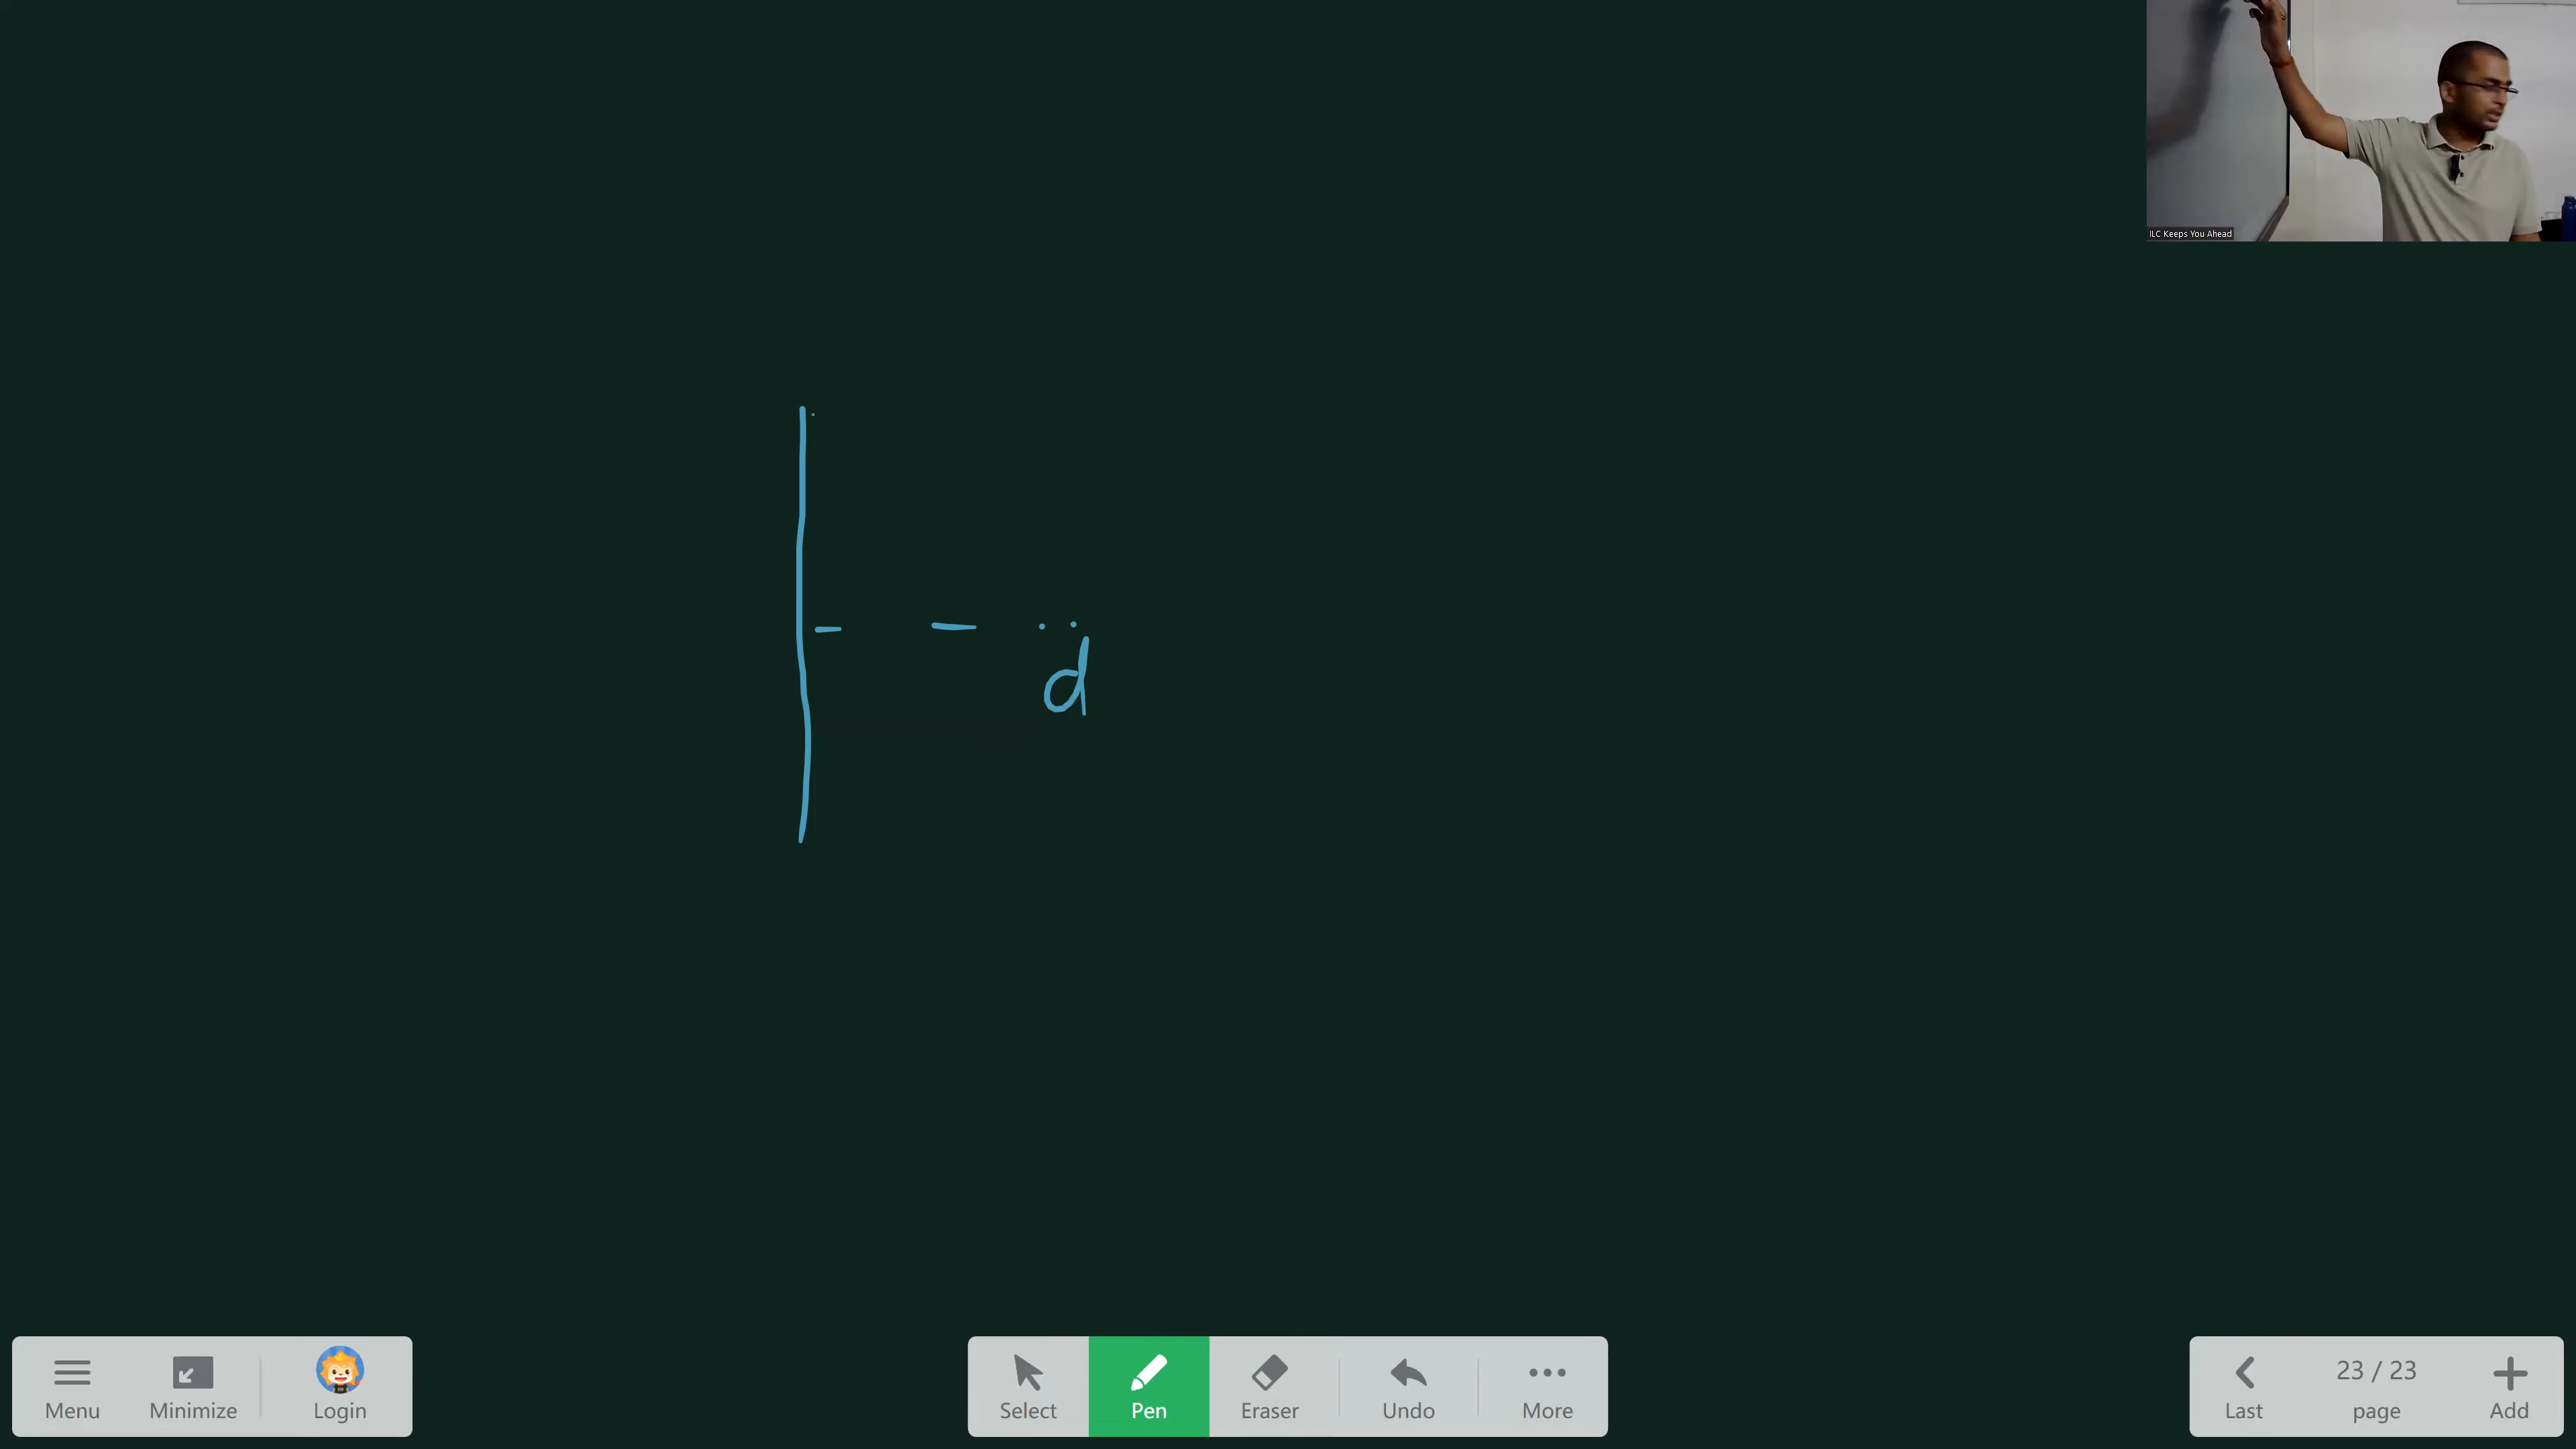 ILC Keeps You Ahead
d
Menu
Minimize
Login
Select
Pen
Eraser
Undo
More
Last
23 / 23
page
Add